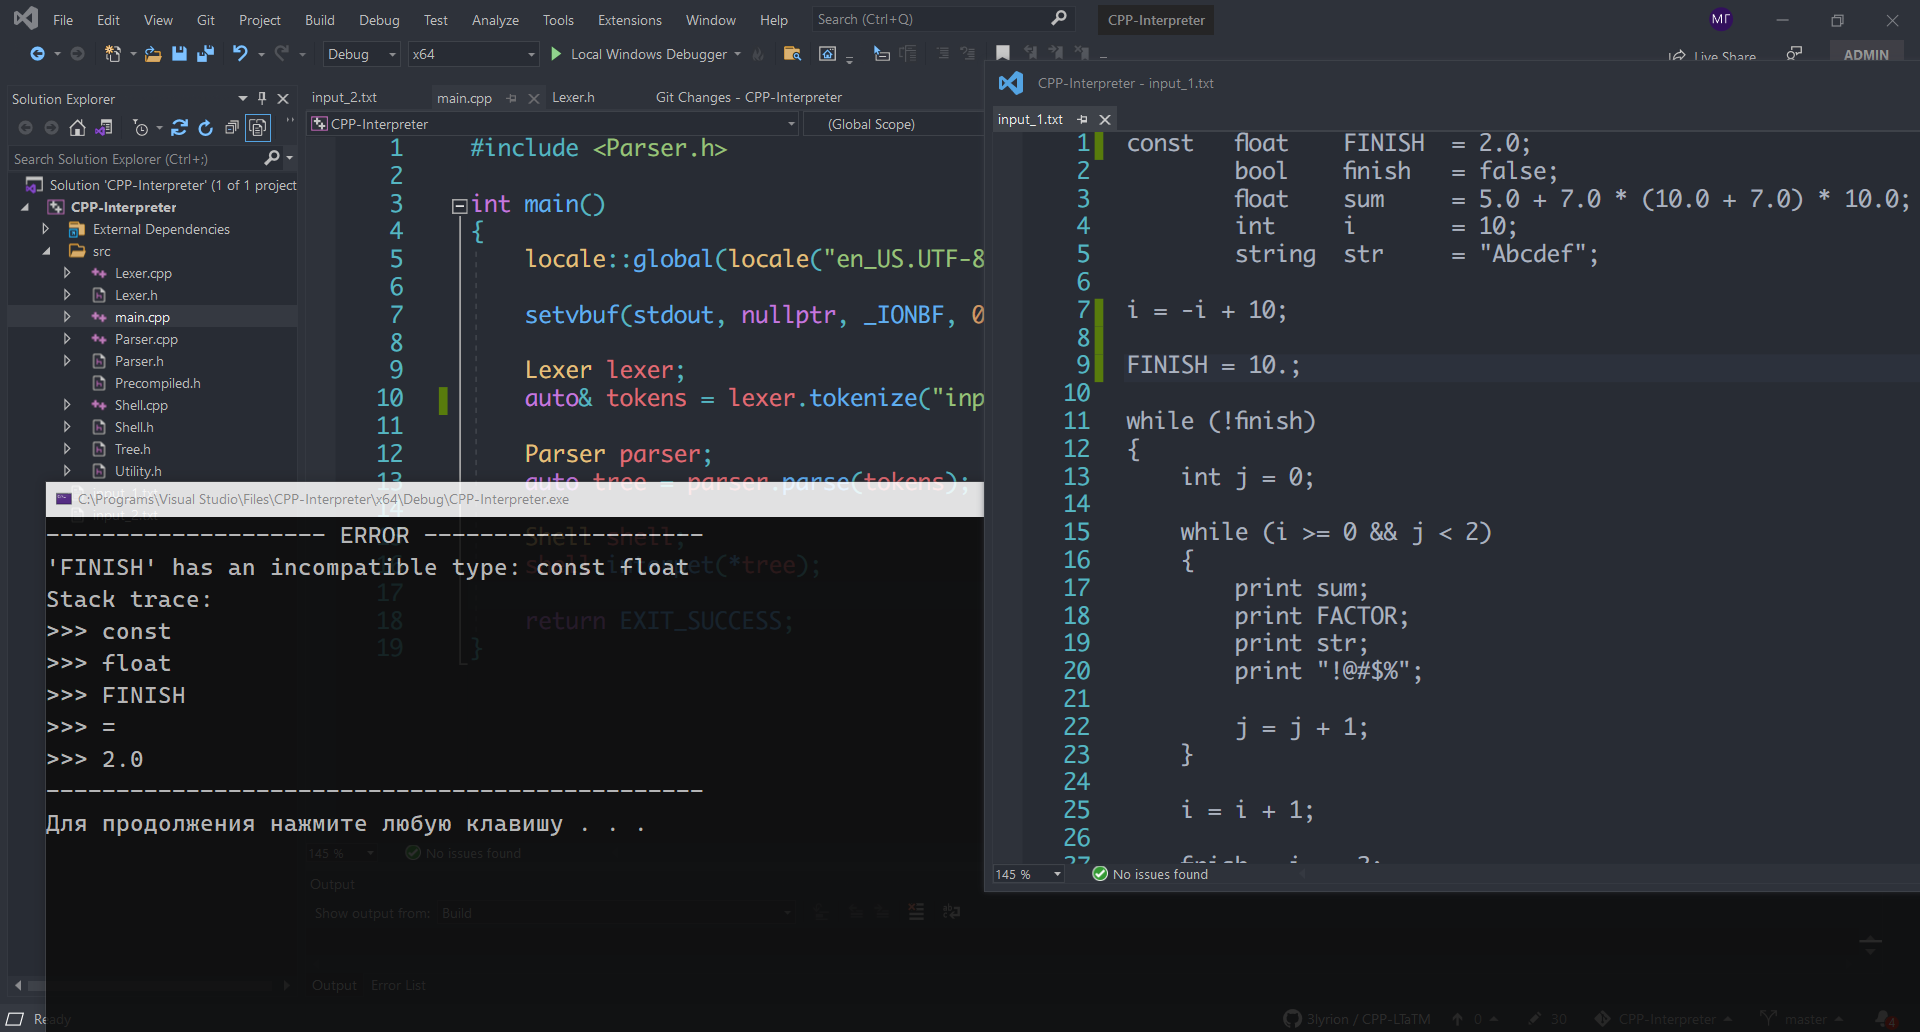 File Edit View Git Project Build Debug Test Analyze Tools Extensions Window Help Search (Ctrl+Q) CPP-Interpreter МГ
Debug x64 Local Windows Debugger Live Share ADMIN
Solution Explorer
Search Solution Explorer (Ctrl+;)
Solution 'CPP-Interpreter' (1 of 1 project
CPP-Interpreter
External Dependencies
src
Lexer.cpp
Lexer.h
main.cpp
Parser.cpp
Parser.h
Precompiled.h
Shell.cpp
Shell.h
Tree.h
Utility.h
input_2.txt
input_2.txt main.cpp Lexer.h Git Changes - CPP-Interpreter
CPP-Interpreter (Global Scope)
1 #include <Parser.h>
2
3 int main()
4 {
5 locale::global(locale("en_US.UTF-8
6
7 setvbuf(stdout, nullptr, _IONBF, 0
8
9 Lexer lexer;
10 auto& tokens = lexer.tokenize("inp
11
12 Parser parser;
13 auto tree = parser.parse(tokens);
14
Shell shell;
(*tree);
17
18 return EXIT_SUCCESS;
19 }
C:\Programs\Visual Studio\Files\CPP-Interpreter\x64\Debug\CPP-Interpreter.exe
-------------------- ERROR --------------------
'FINISH' has an incompatible type: const float
Stack trace:
>>> const
>>> float
>>> FINISH
>>> =
>>> 2.0
-----------------------------------------------
Для продолжения нажмите любую клавишу . . .
145 % No issues found
Output
Show output from: Build
Output Error List
Ready
3lyrion / CPP-LTaTM 0 30 CPP-Interpreter master 4
CPP-Interpreter - input_1.txt
input_1.txt
1 const float FINISH = 2.0;
2 bool finish = false;
3 float sum = 5.0 + 7.0 * (10.0 + 7.0) * 10.0;
4 int i = 10;
5 string str = "Abcdef";
6
7 i = -i + 10;
8
9 FINISH = 10.;
10
11 while (!finish)
12 {
13 int j = 0;
14
15 while (i >= 0 && j < 2)
16 {
17 print sum;
18 print FACTOR;
19 print str;
20 print "!@#$%";
21
22 j = j + 1;
23 }
24
25 i = i + 1;
26
27
145 % No issues found